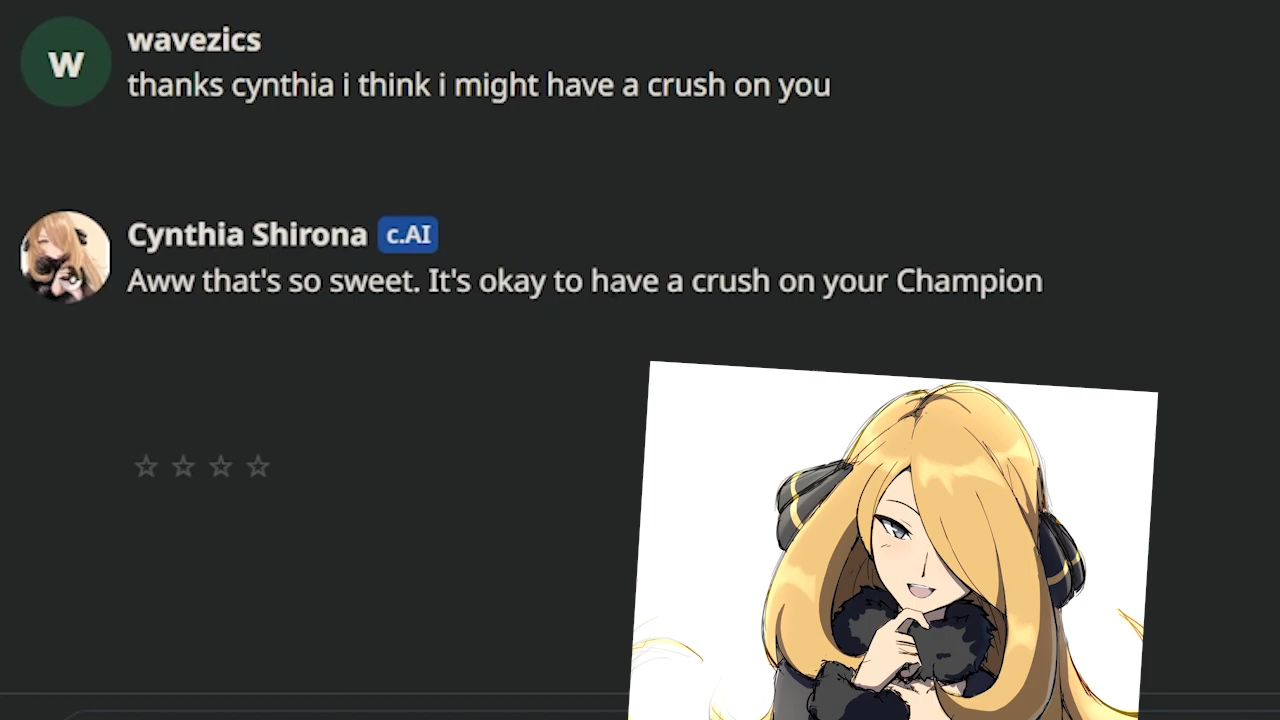 W
wavezics
thanks cynthia i think i might have a crush on you
Cynthia Shirona c.AI
Aww that's so sweet. It's okay to have a crush on your Champion